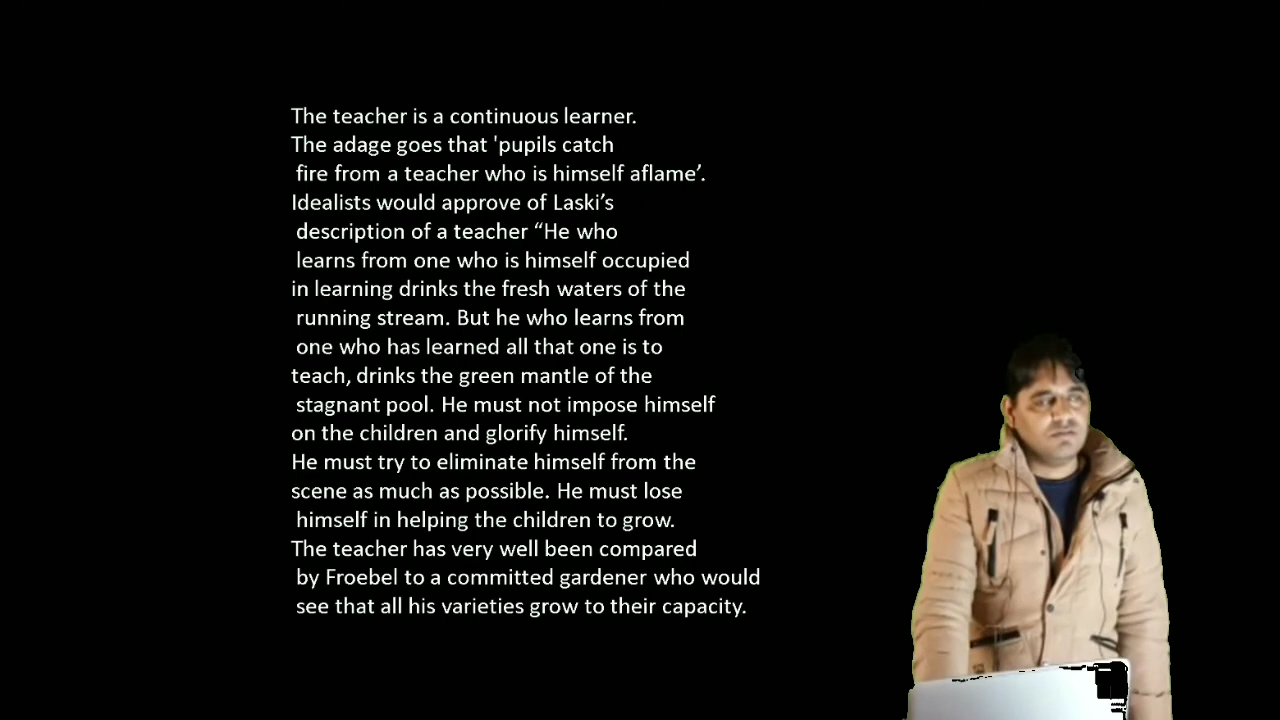 The teacher is a continuous learner.
The adage goes that 'pupils catch
fire from a teacher who is himself aflame’.
Idealists would approve of Laski’s
description of a teacher “He who
learns from one who is himself occupied
in learning drinks the fresh waters of the
running stream. But he who learns from
one who has learned all that one is to
teach, drinks the green mantle of the
stagnant pool. He must not impose himself
on the children and glorify himself.
He must try to eliminate himself from the
scene as much as possible. He must lose
himself in helping the children to grow.
The teacher has very well been compared
by Froebel to a committed gardener who would
see that all his varieties grow to their capacity.